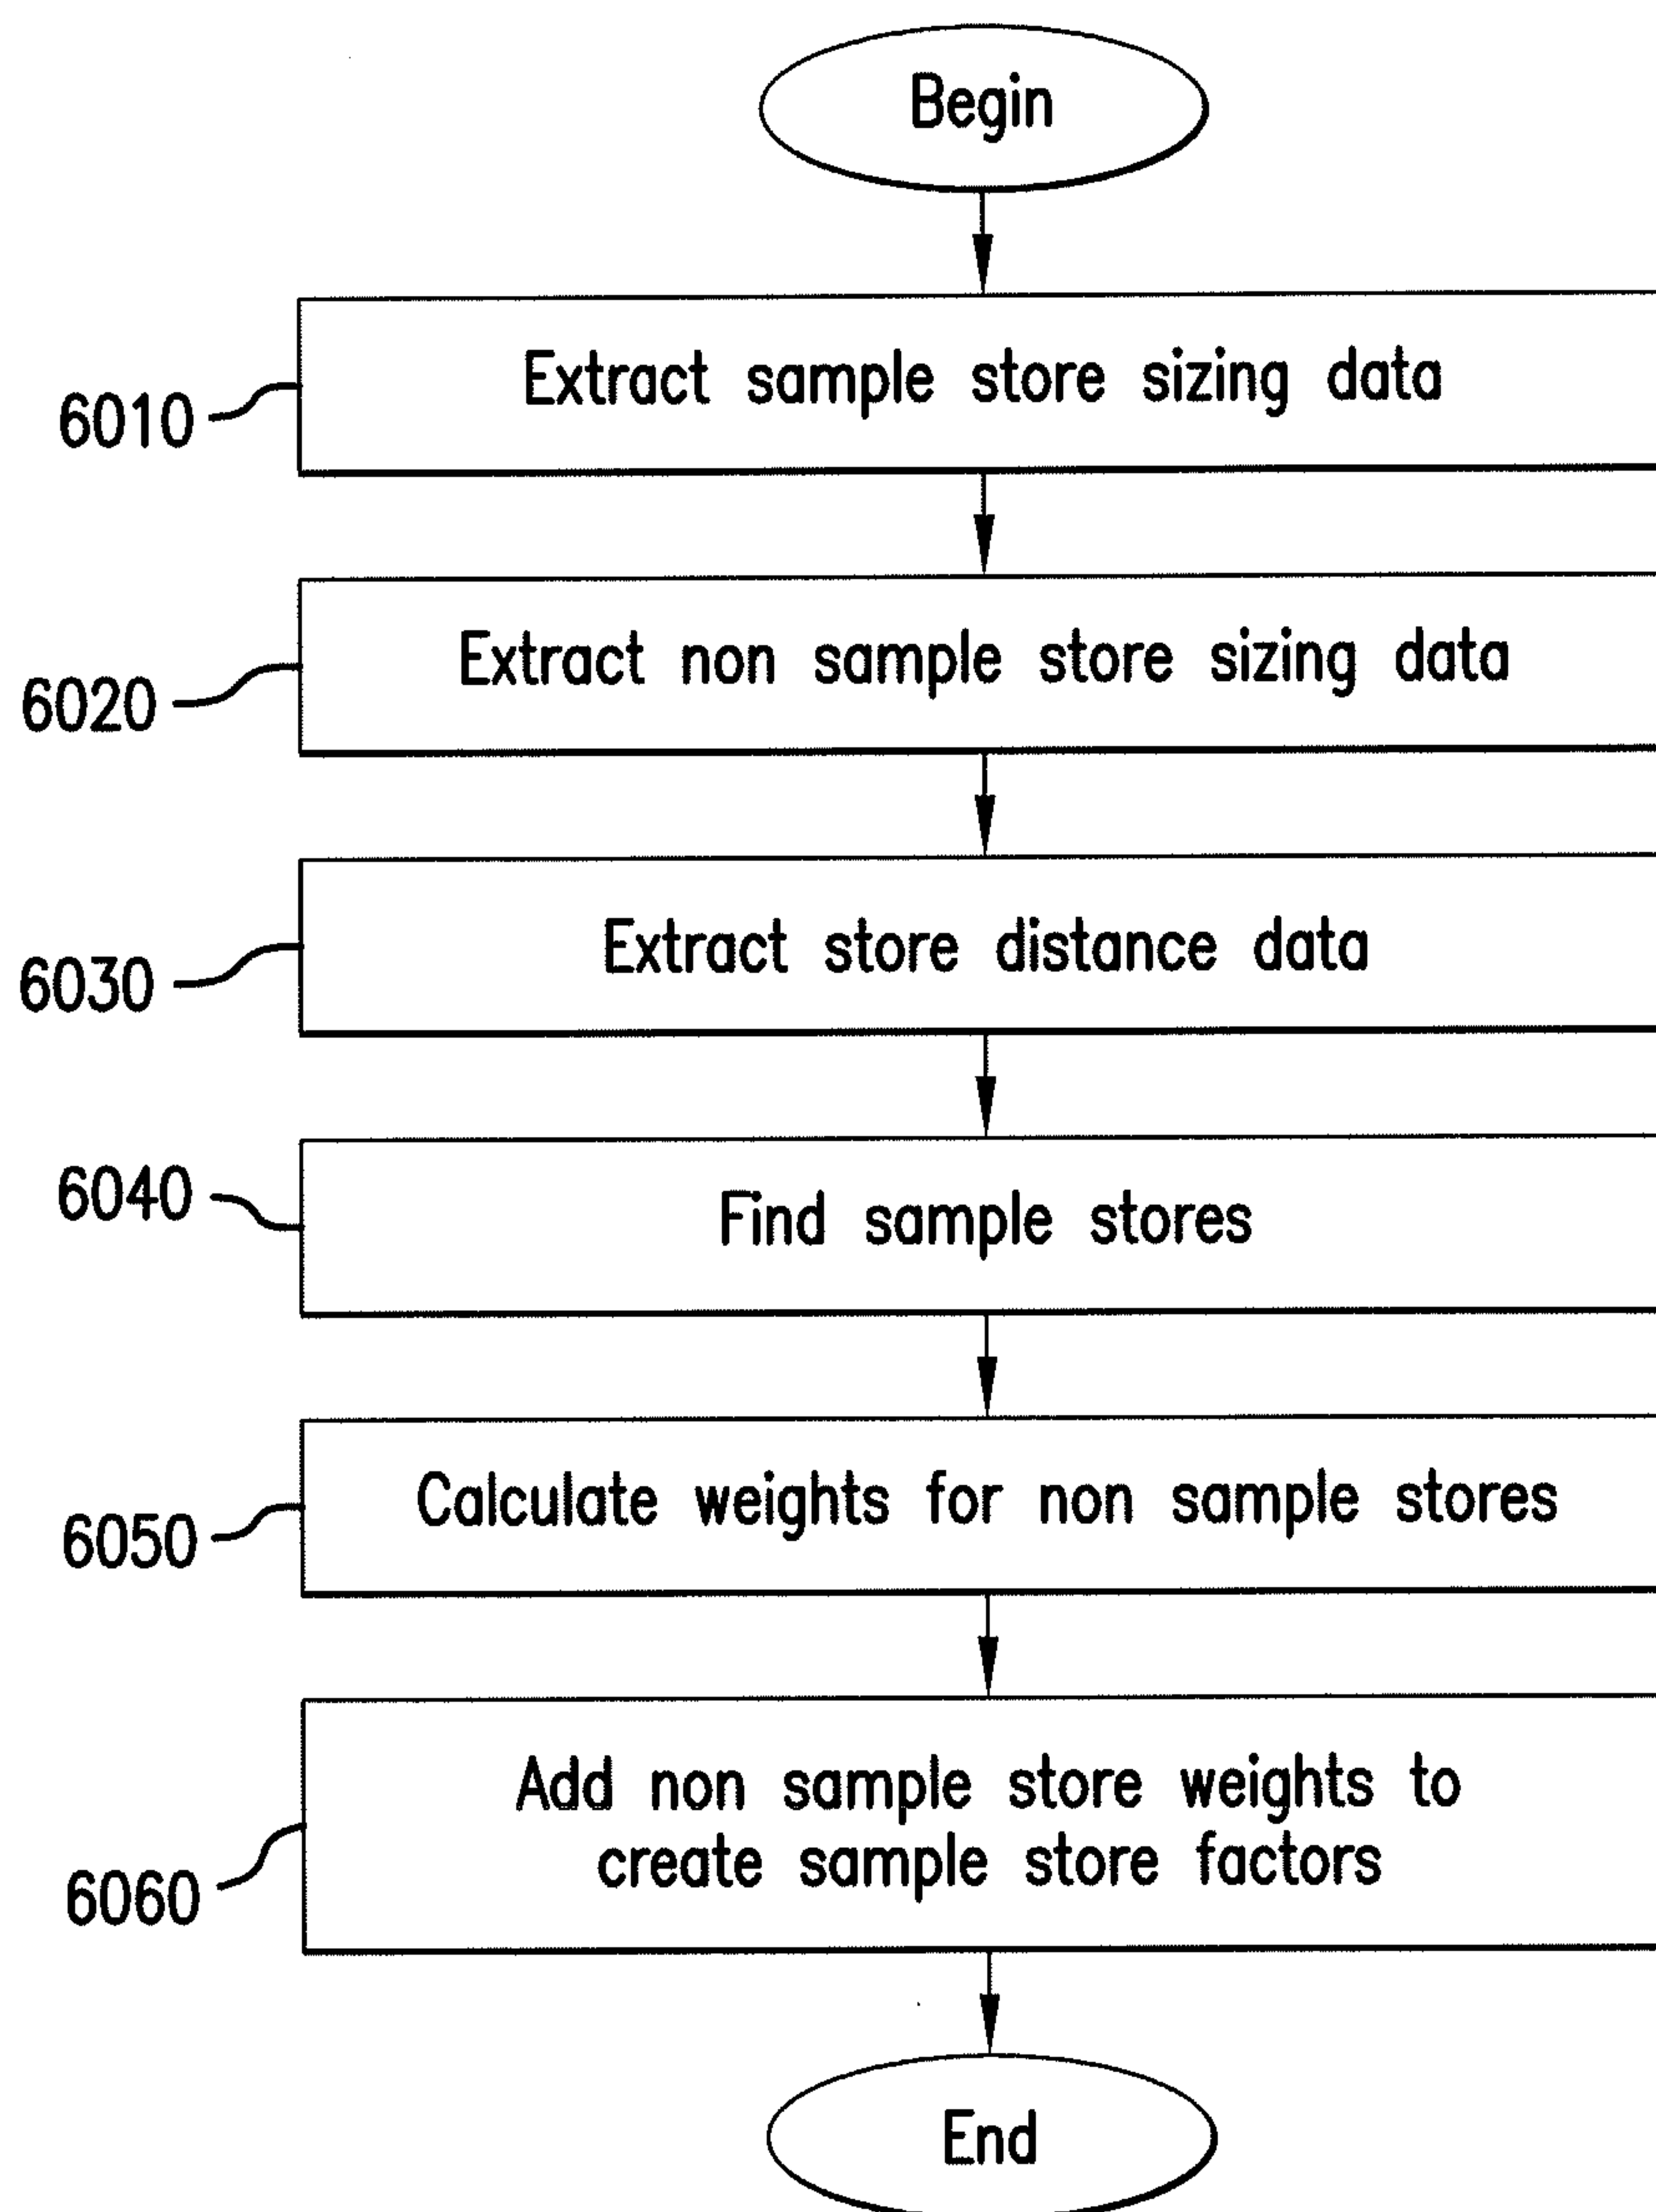 Begin
Extract sample store sizing data
6010
Extract non sample store sizing data
6020
Extract store distance data
6030
Find sample stores
6040
Calculate weights for non sample stores
6050
Add non sample store weights to
create sample store factors
6060
End